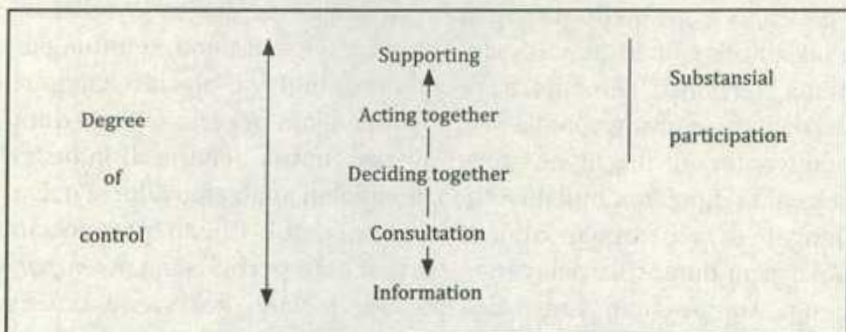 Supporting
Substansial
Degree
Acting together
participation
of
Deciding together
control
Consultation
Information